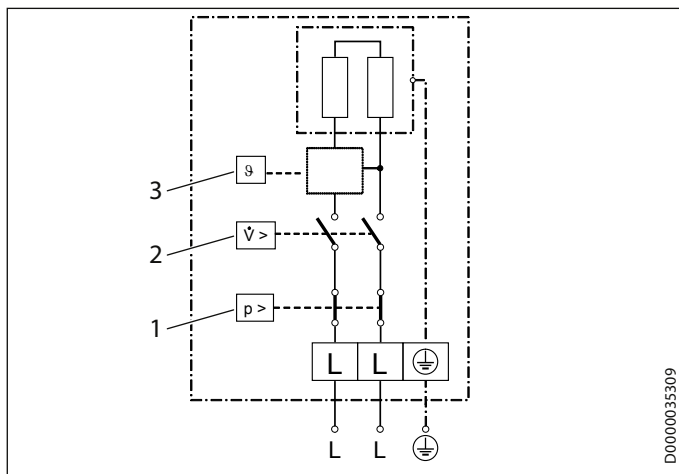 3 ϑ
2 V̇ >
1 p >
L L
L L
D0000035309